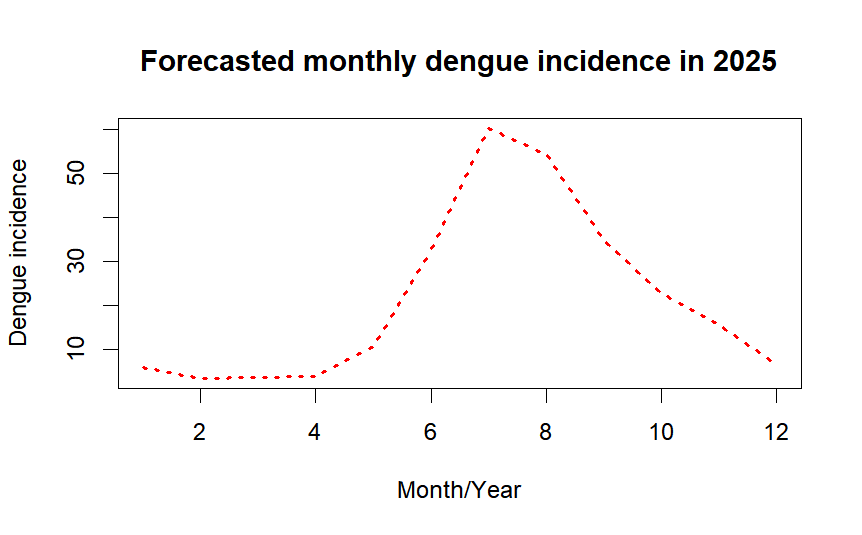 Forecasted monthly dengue incidence in 2025
Dengue incidence
50
30
10
2 4 6 8 10 12
Month/Year